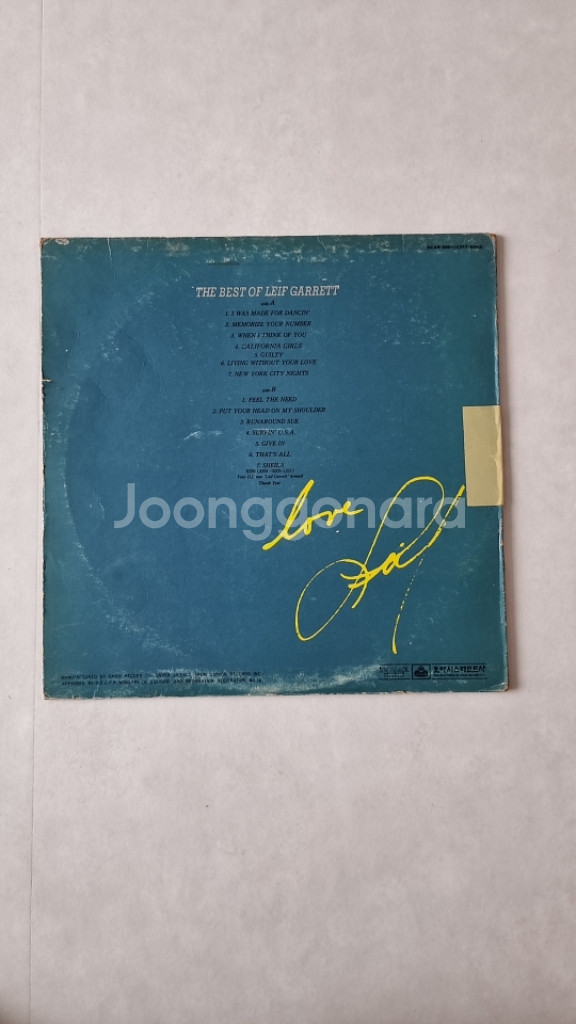 THE BEST OF LEIF GARRETT
SIDE A
1. I WAS MADE FOR DANCIN'
2. MEMORIZE YOUR NUMBER
3. WHEN I THINK OF YOU
4. CALIFORNIA GIRLS
5. GUILTY
6. LIVING WITHOUT YOUR LOVE
7. NEW YORK CITY NIGHTS
SIDE B
1. FEEL THE NEED
2. PUT YOUR HEAD ON MY SHOULDER
3. RUNAROUND SUE
4. SURFIN' U.S.A.
5. GIVE IN
6. THAT'S ALL
7. SHEILA
Thank You!
Joongonara
love
Leif